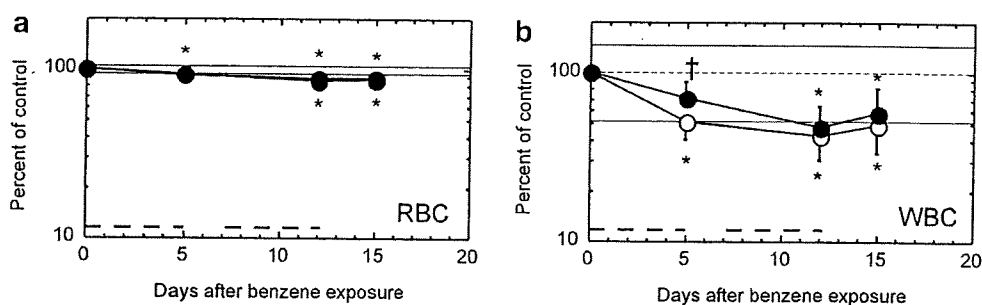 a
b
* * *
* *
†
* *
* * *
Percent of control
100
10
RBC
0 5 10 15 20
Days after benzene exposure
Percent of control
100
10
WBC
0 5 10 15 20
Days after benzene exposure